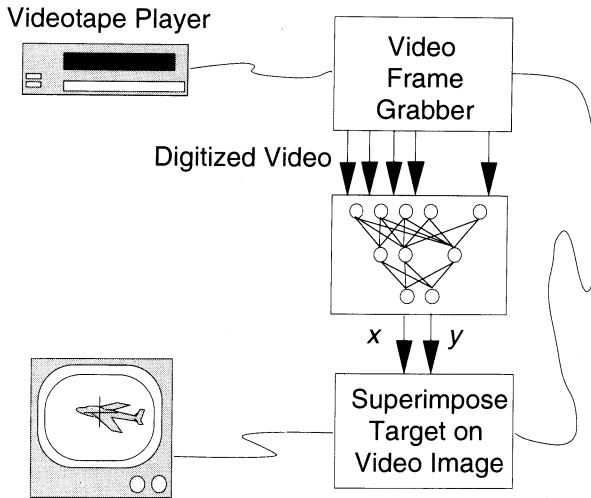 Videotape Player
Video
Frame
Grabber
Digitized Video
x
y
Superimpose
Target on
Video Image